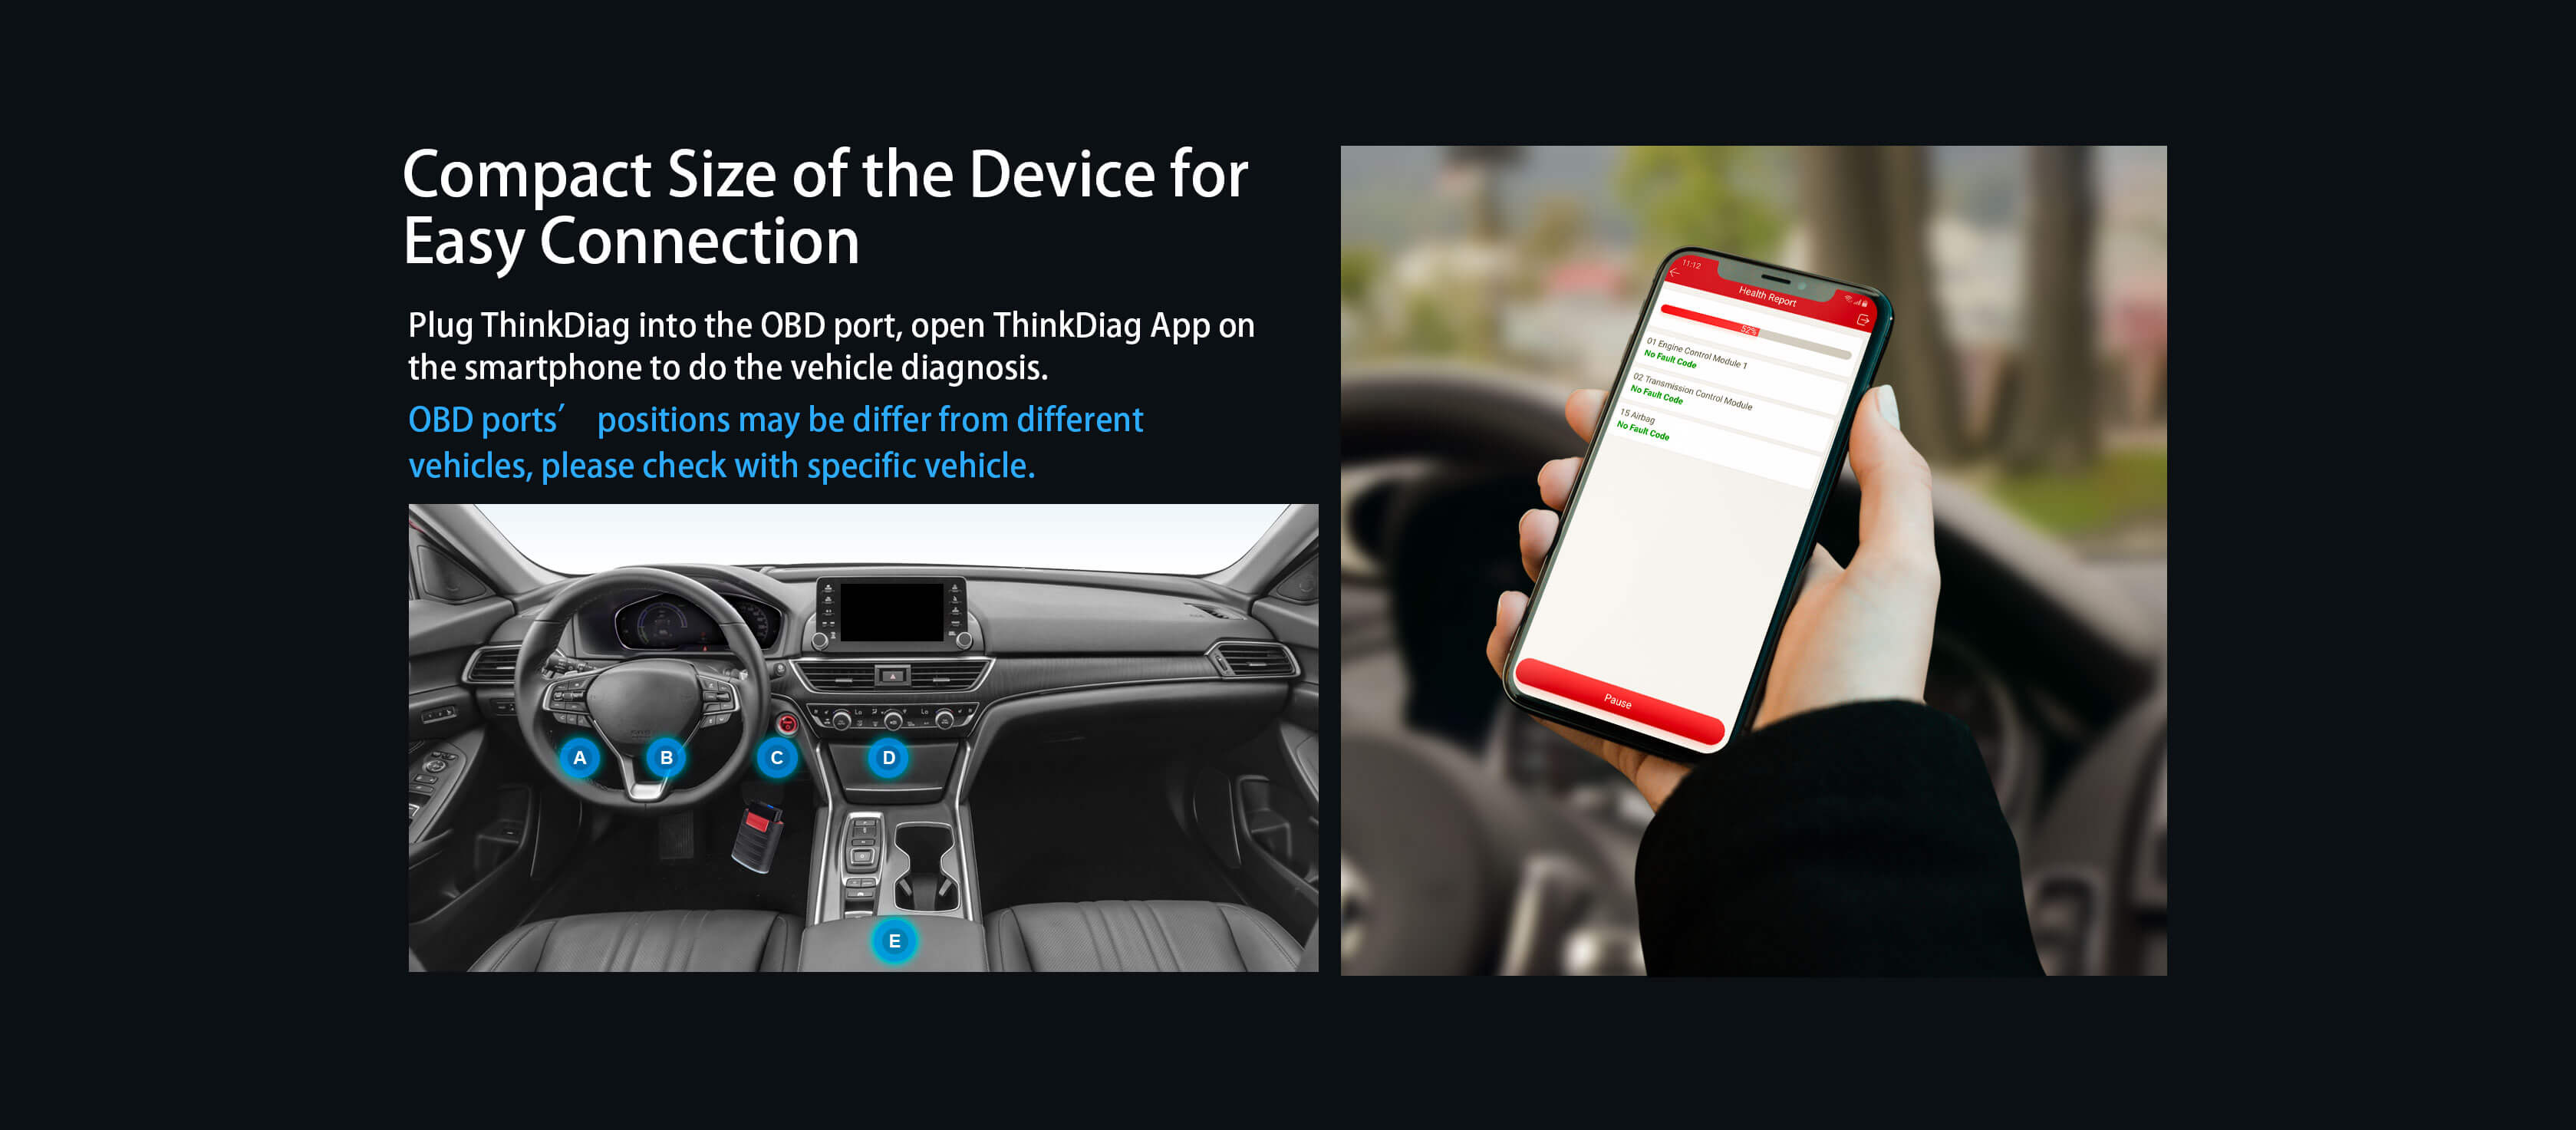 Compact Size of the Device for
Easy Connection
Plug ThinkDiag into the OBD port, open ThinkDiag App on
the smartphone to do the vehicle diagnosis.
OBD ports′ positions may be differ from different
vehicles, please check with specific vehicle.
A
B
C
D
E
11:12
Health Report
52%
01 Engine Control Module 1
No Fault Code
02 Transmission Control Module
No Fault Code
15 Airbag
No Fault Code
Pause